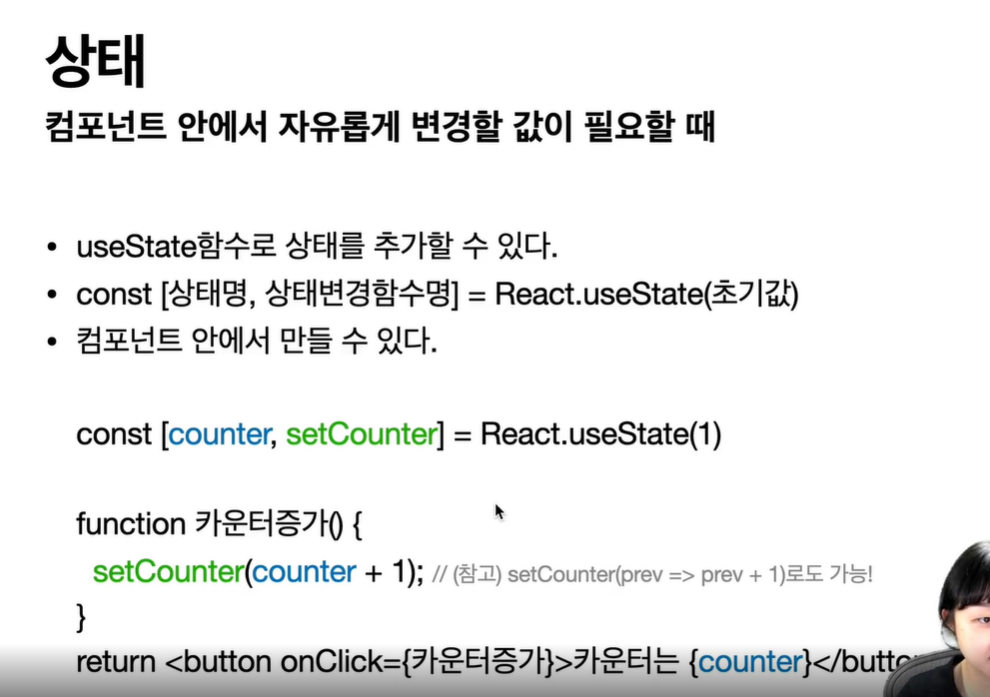 상태
컴포넌트 안에서 자유롭게 변경할 값이 필요할 때
• useState함수로 상태를 추가할 수 있다.
• const [상태명, 상태변경함수명] = React.useState(초기값)
• 컴포넌트 안에서 만들 수 있다.
const [counter, setCounter] = React.useState(1)
function 카운터증가() {
setCounter(counter + 1); // (참고) setCounter(prev => prev + 1)로도 가능!
}
return <button onClick={카운터증가}>카운터는 {counter}</